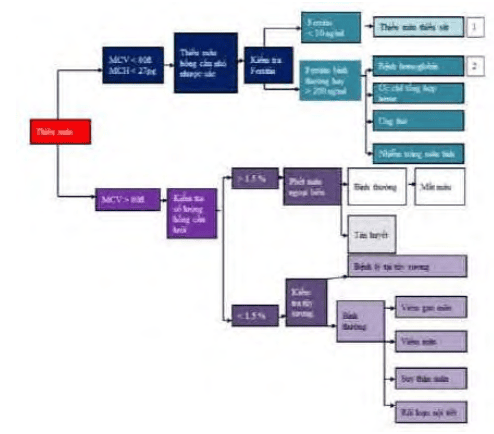 Ferritin
< 10 ng/ml
Thiếu máu thiếu sắt
1
MCV < 80fl
MCH < 27pg
Thiếu máu
hồng cầu nhỏ
nhược sắc
Kiểm tra
Ferritin
Ferritin bình
thường hay
> 200 ng/ml
Bệnh hemoglobin
2
Ức chế tổng hợp
heme
Ung thư
Nhiễm trùng mãn tính
Thiếu máu
MCV > 80fl
Kiểm tra
số lượng
hồng cầu
lưới
> 1.5 %
Phết máu
ngoại biên
Bình thường
Mất máu
Tán huyết
Bệnh lý tại tủy xương
< 1.5 %
Kiểm
tra tủy
xương
Bình
thường
Viêm gan mãn
Viêm mãn
Suy thận mãn
Rối loạn nội tiết